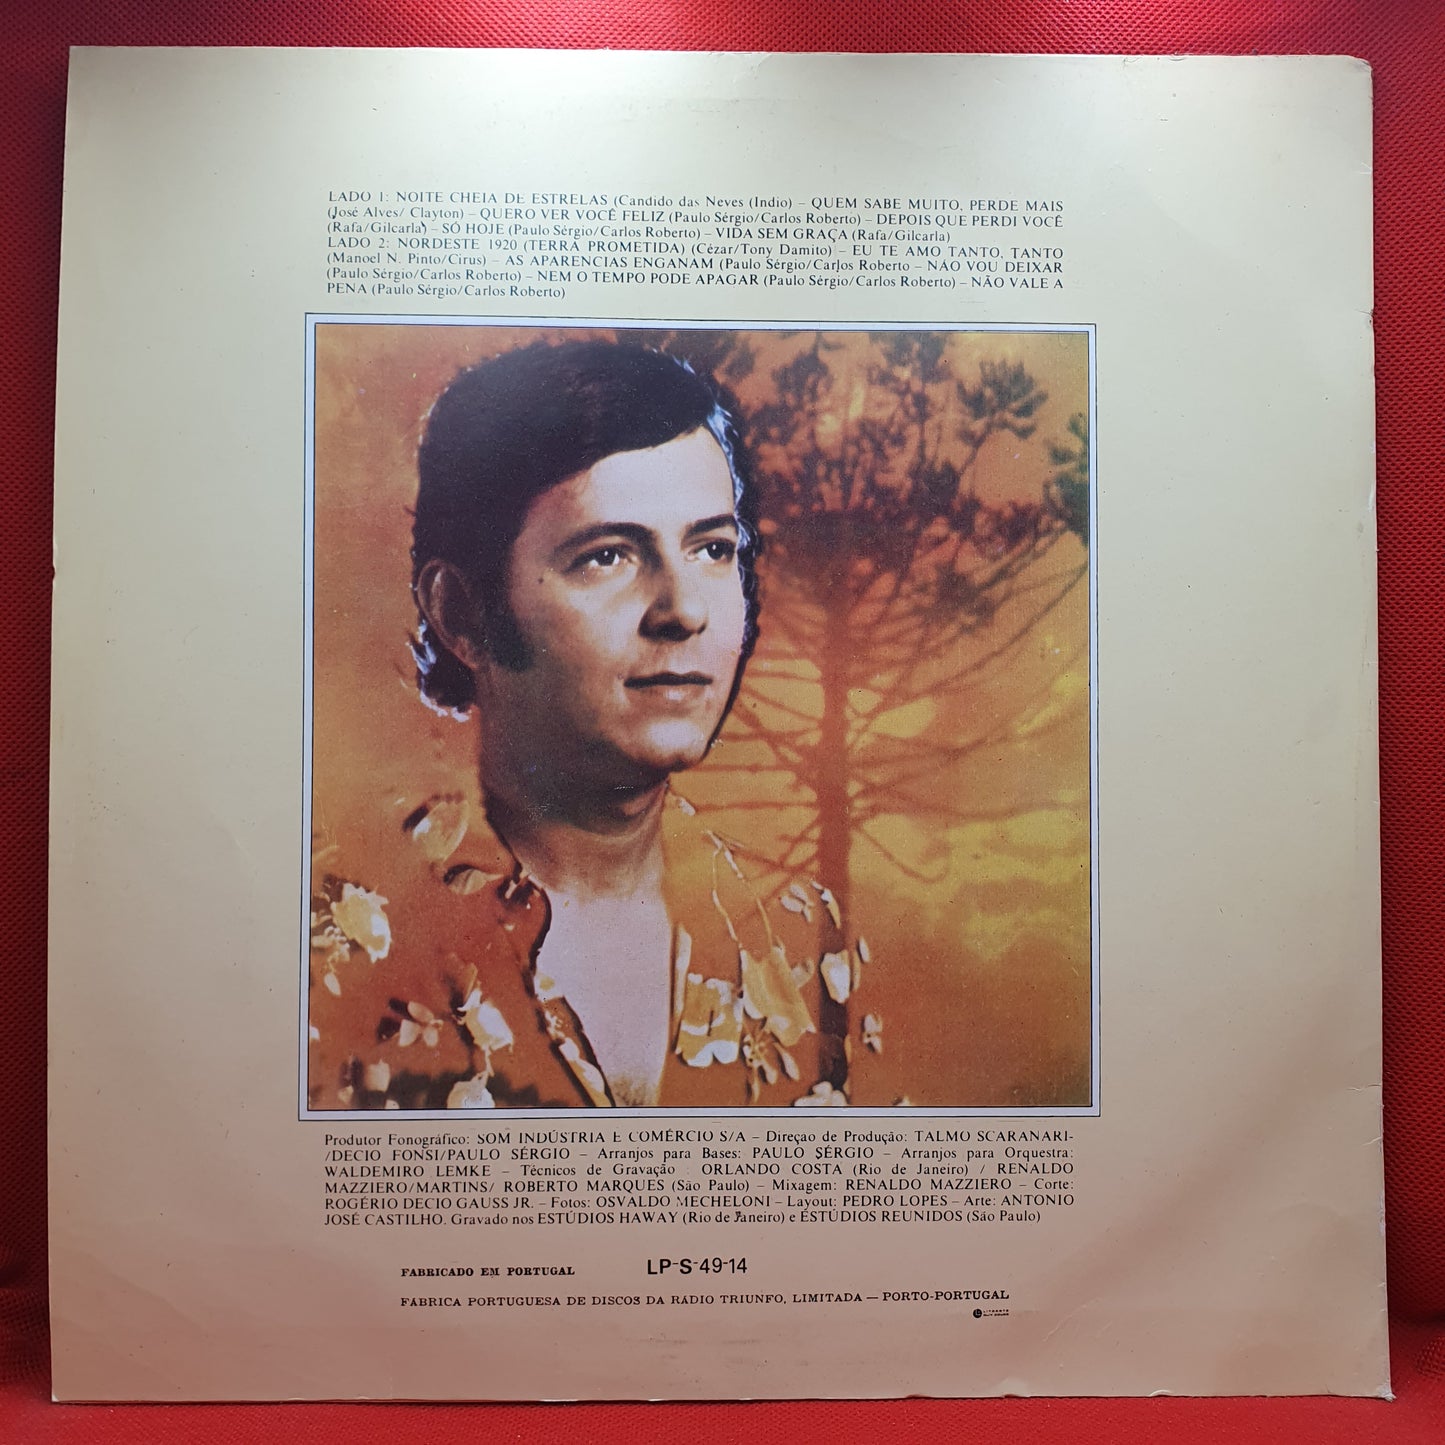 LADO 1: NOITE CHEIA DE ESTRELAS (Candido das Neves (Indio) – QUEM SABE MUITO, PERDE MAIS
(José Alves/ Clayton) – QUERO VER VOCÊ FELIZ (Paulo Sérgio/Carlos Roberto) – DEPOIS QUE PERDI VOCÊ
(Rafa/Gilcarla) – SÓ HOJE (Paulo Sérgio/Carlos Roberto) – VIDA SEM GRAÇA (Rafa/Gilcarla)
LADO 2: NORDESTE 1920 (TERRA PROMETIDA) (Cézar/Tony Damito) – EU TE AMO TANTO, TANTO
(Manoel N. Pinto/Cirus) – AS APARENCIAS ENGANAM (Paulo Sérgio/Carlos Roberto – NÃO VOU DEIXAR
(Paulo Sérgio/Carlos Roberto) – NEM O TEMPO PODE APAGAR (Paulo Sérgio/Carlos Roberto) – NÃO VALE A
PENA (Paulo Sérgio/Carlos Roberto)
Produtor Fonográfico: SOM INDÚSTRIA E COMÉRCIO S/A – Direçao de Produção: TALMO SCARANARI-
/DECIO FONSI/PAULO SÉRGIO – Arranjos para Bases: PAULO SÉRGIO – Arranjos para Orquestra:
WALDEMIRO LEMKE – Técnicos de Gravação : ORLANDO COSTA (Rio de Janeiro) / RENALDO
MAZZIERO/MARTINS/ ROBERTO MARQUES (São Paulo) – Mixagem: RENALDO MAZZIERO – Corte:
ROGÉRIO DECIO GAUSS JR. – Fotos: OSVALDO MECHELONI – Layout: PEDRO LOPES – Arte: ANTONIO
JOSÉ CASTILHO. Gravado nos ESTÚDIOS HAWAY (Rio de Janeiro) e ESTÚDIOS REUNIDOS (São Paulo)
FABRICADO EM PORTUGAL LP-S-49-14
FÁBRICA PORTUGUESA DE DISCOS DA RÁDIO TRIUNFO, LIMITADA — PORTO-PORTUGAL